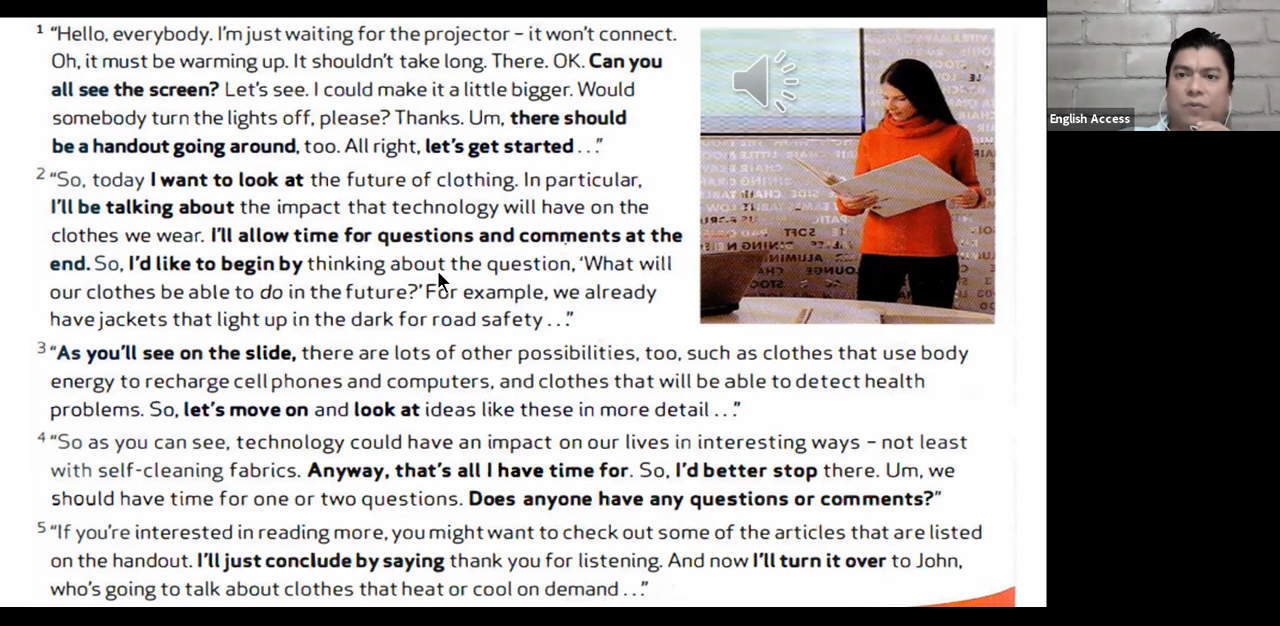 1 “Hello, everybody. I'm just waiting for the projector – it won't connect.
Oh, it must be warming up. It shouldn't take long. There. OK. Can you
all see the screen? Let's see. I could make it a little bigger. Would
somebody turn the lights off, please? Thanks. Um, there should
be a handout going around, too. All right, let's get started . . .”
2 “So, today I want to look at the future of clothing. In particular,
I'll be talking about the impact that technology will have on the
clothes we wear. I'll allow time for questions and comments at the
end. So, I'd like to begin by thinking about the question, ‘What will
our clothes be able to do in the future?’ For example, we already
have jackets that light up in the dark for road safety . . .”
3 “As you'll see on the slide, there are lots of other possibilities, too, such as clothes that use body
energy to recharge cell phones and computers, and clothes that will be able to detect health
problems. So, let's move on and look at ideas like these in more detail . . .”
4 “So as you can see, technology could have an impact on our lives in interesting ways – not least
with self-cleaning fabrics. Anyway, that's all I have time for. So, I'd better stop there. Um, we
should have time for one or two questions. Does anyone have any questions or comments?”
5 “If you're interested in reading more, you might want to check out some of the articles that are listed
on the handout. I'll just conclude by saying thank you for listening. And now I'll turn it over to John,
who's going to talk about clothes that heat or cool on demand . . .”
English Access